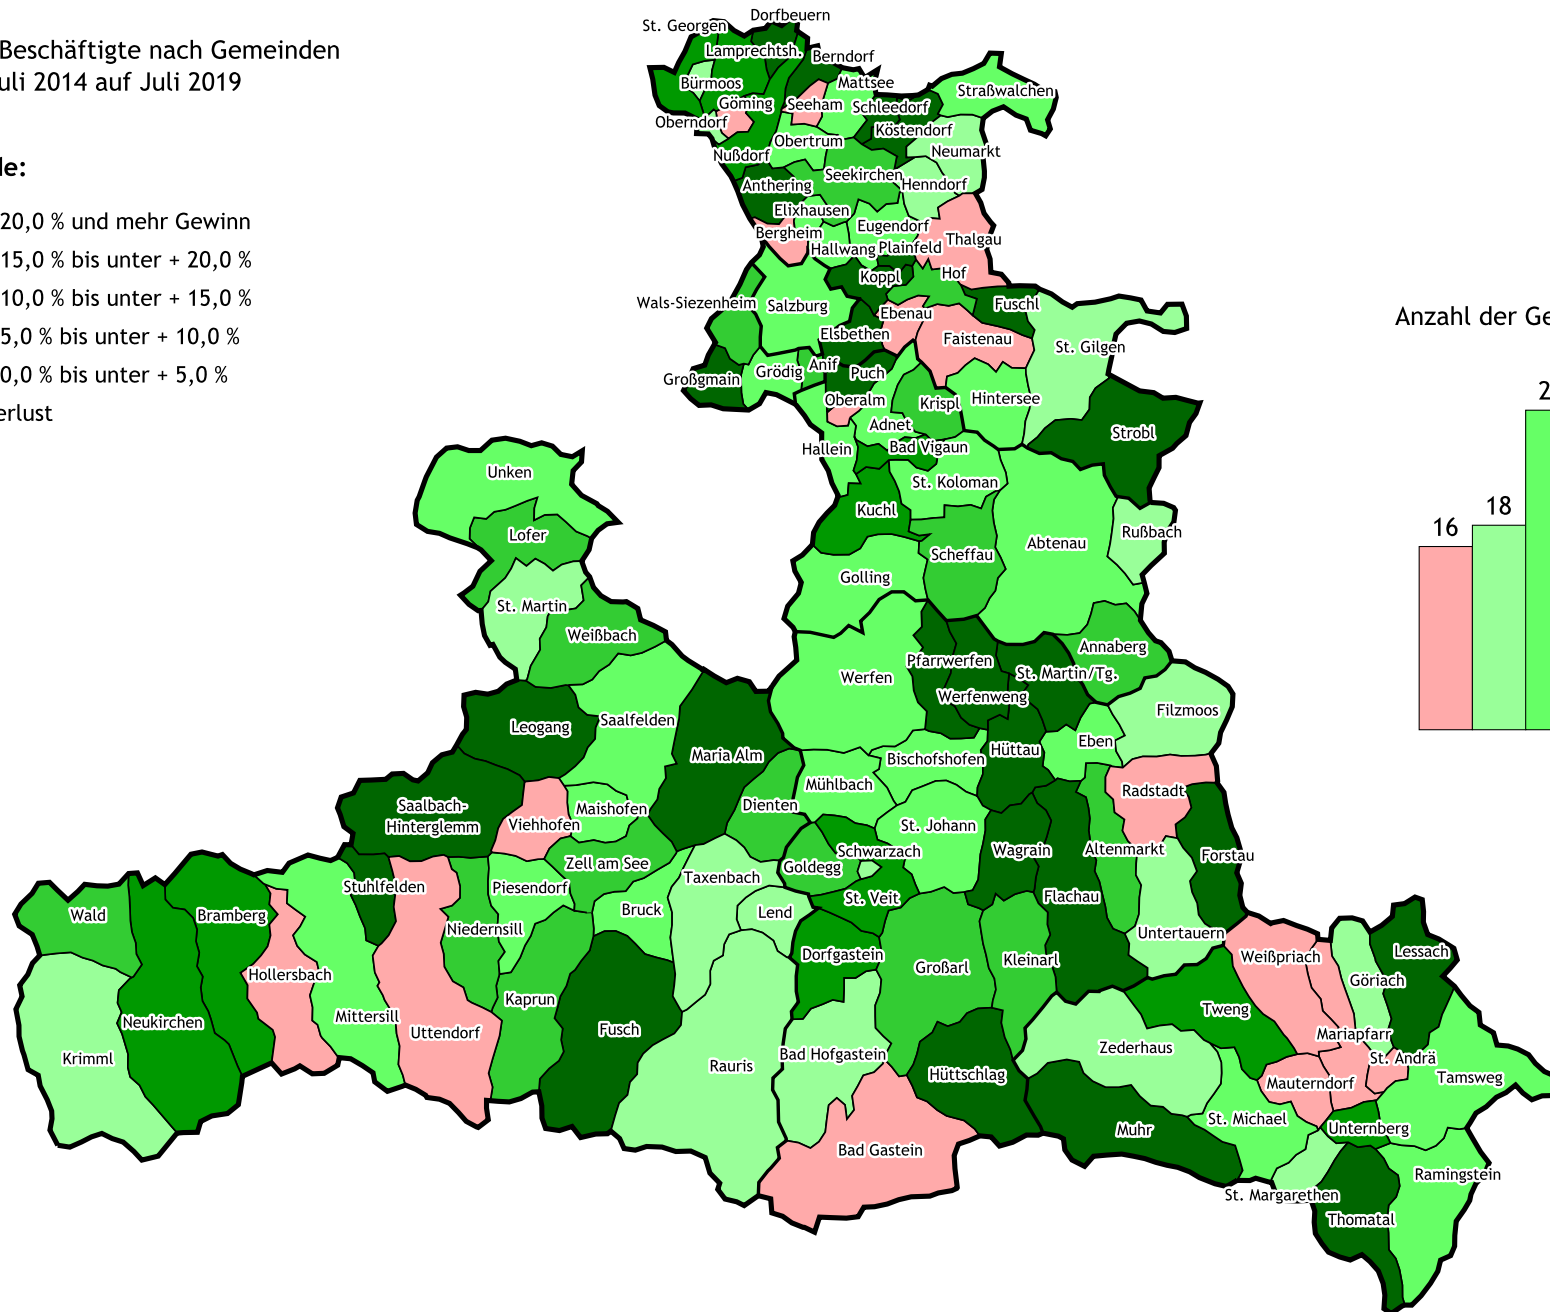 Beschäftigte nach Gemeinden
uli 2014 auf Juli 2019
de:
20,0 % und mehr Gewinn
15,0 % bis unter + 20,0 %
10,0 % bis unter + 15,0 %
5,0 % bis unter + 10,0 %
0,0 % bis unter + 5,0 %
erlust
Anzahl der Ge
16
18
2
Dorfbeuern
St. Georgen
Lamprechtsh.
Berndorf
Bürmoos
Mattsee
Straßwalchen
Göming
Seeham
Schleedorf
Oberndorf
Köstendorf
Obertrum
Neumarkt
Nußdorf
Seekirchen
Anthering
Henndorf
Elixhausen
Eugendorf
Bergheim
Thalgau
Hallwang
Plainfeld
Koppl
Hof
Wals-Siezenheim
Salzburg
Fuschl
Ebenau
Elsbethen
Faistenau
St. Gilgen
Anif
Grödig
Puch
Großgmain
Oberalm
Krispl
Hintersee
Adnet
Strobl
Hallein
Bad Vigaun
Unken
St. Koloman
Kuchl
Rußbach
Lofer
Abtenau
Scheffau
Golling
St. Martin
Weißbach
Annaberg
Pfarrwerfen
St. Martin/Tg.
Werfen
Werfenweng
Filzmoos
Saalfelden
Leogang
Eben
Hüttau
Maria Alm
Bischofshofen
Mühlbach
Radstadt
Saalbach-
Hinterglemm
Maishofen
Dienten
Viehhofen
St. Johann
Schwarzach
Wagrain
Altenmarkt
Forstau
Zell am See
Goldegg
Taxenbach
Stuhlfelden
Piesendorf
St. Veit
Flachau
Wald
Bramberg
Bruck
Lend
Niedernsill
Untertauern
Lessach
Dorfgastein
Weißpriach
Kleinarl
Großarl
Hollersbach
Göriach
Kaprun
Tweng
Neukirchen
Mittersill
Fusch
Uttendorf
Mariapfarr
Zederhaus
Bad Hofgastein
Krimml
St. Andrä
Rauris
Hüttschlag
Tamsweg
Mauterndorf
St. Michael
Muhr
Unternberg
Bad Gastein
Ramingstein
St. Margarethen
Thomatal